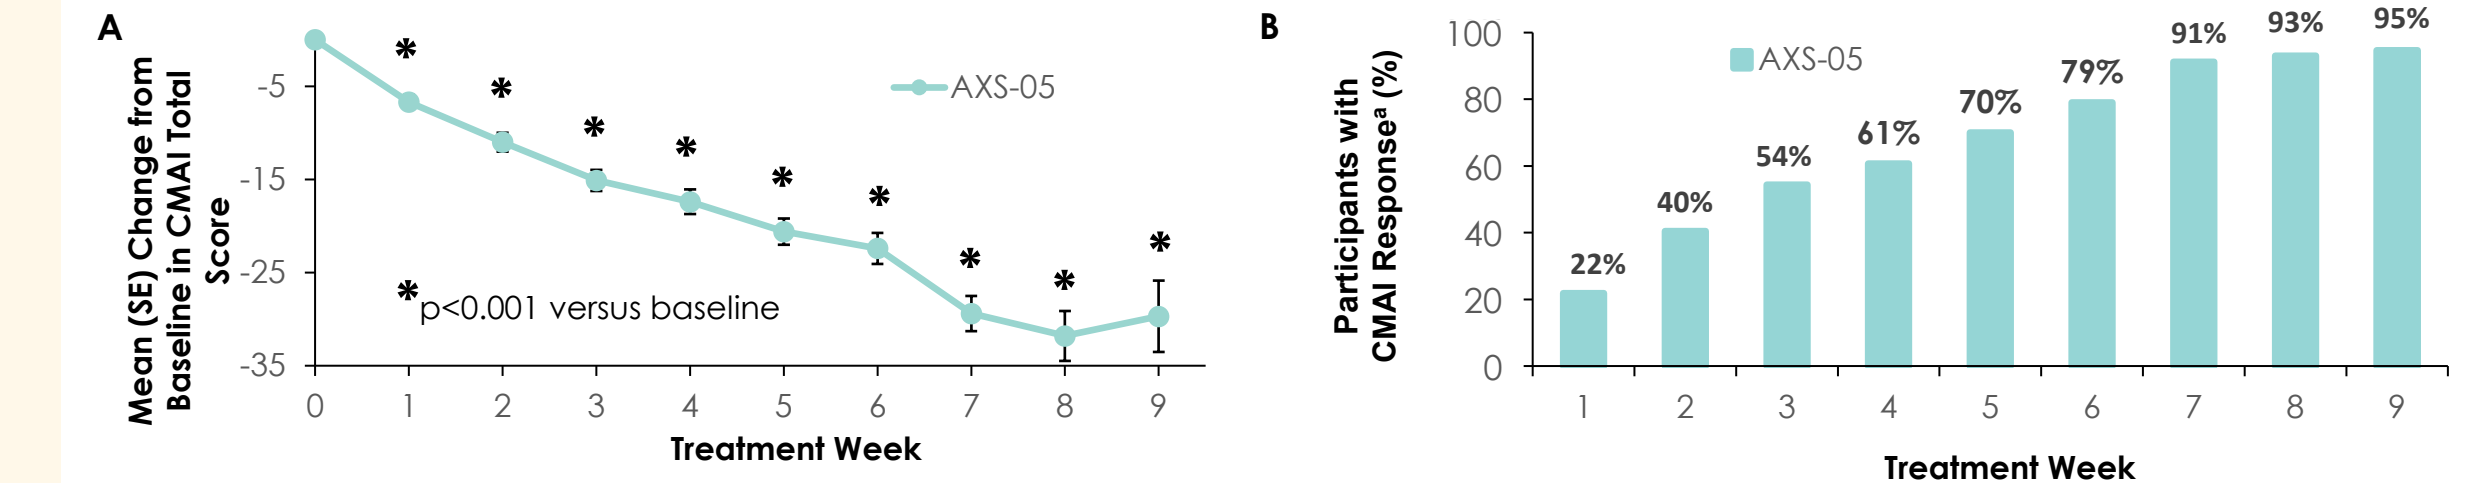 A
Mean (SE) Change from
Baseline in CMAI Total
Score
-5
-15
-25
-35
*
*
*
*
*
*
*
*
*
AXS-05
*p<0.001 versus baseline
0 1 2 3 4 5 6 7 8 9
Treatment Week
B
Participants with
CMAI Responseᵃ (%)
100
80
60
40
20
0
AXS-05
22%
40%
54%
61%
70%
79%
91%
93%
95%
1 2 3 4 5 6 7 8 9
Treatment Week